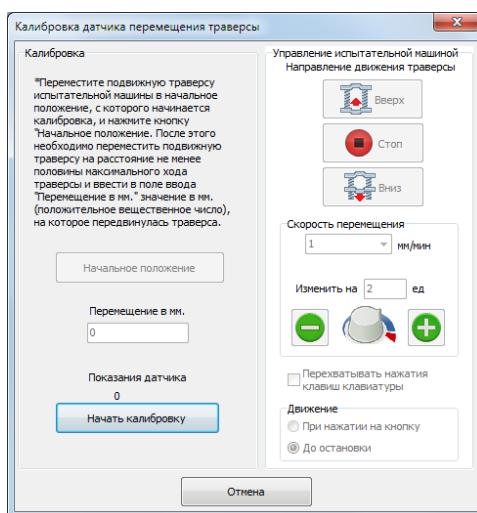 Калибровка датчика перемещения траверсы
Калибровка
"Переместите подвижную траверсу
испытательной машины в начальное
положение, с которого начинается
калибровка, и нажмите кнопку
"Начальное положение. После этого
необходимо переместить подвижную
траверсу на расстояние не менее
половины максимального хода
траверсы и ввести в поле ввода
"Перемещение в мм." значение в мм.
(положительное вещественное число),
на которое передвинулась траверса.
Начальное положение
Перемещение в мм.
0
Показания датчика
0
Начать калибровку
Управление испытательной машиной
Направление движения траверсы
Вверх
Стоп
Вниз
Скорость перемещения
1 мм/мин
Изменить на 2 ед
Перехватывать нажатия
клавиш клавиатуры
Движение
При нажатии на кнопку
До остановки
Отмена